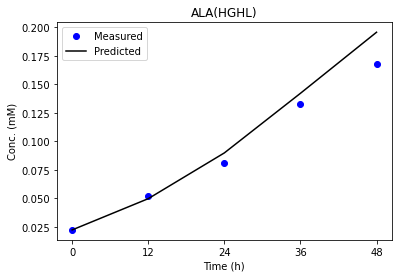 ALA(HGHL)
Measured
Predicted
Conc. (mM)
0.200
0.175
0.150
0.125
0.100
0.075
0.050
0.025
0 12 24 36 48
Time (h)